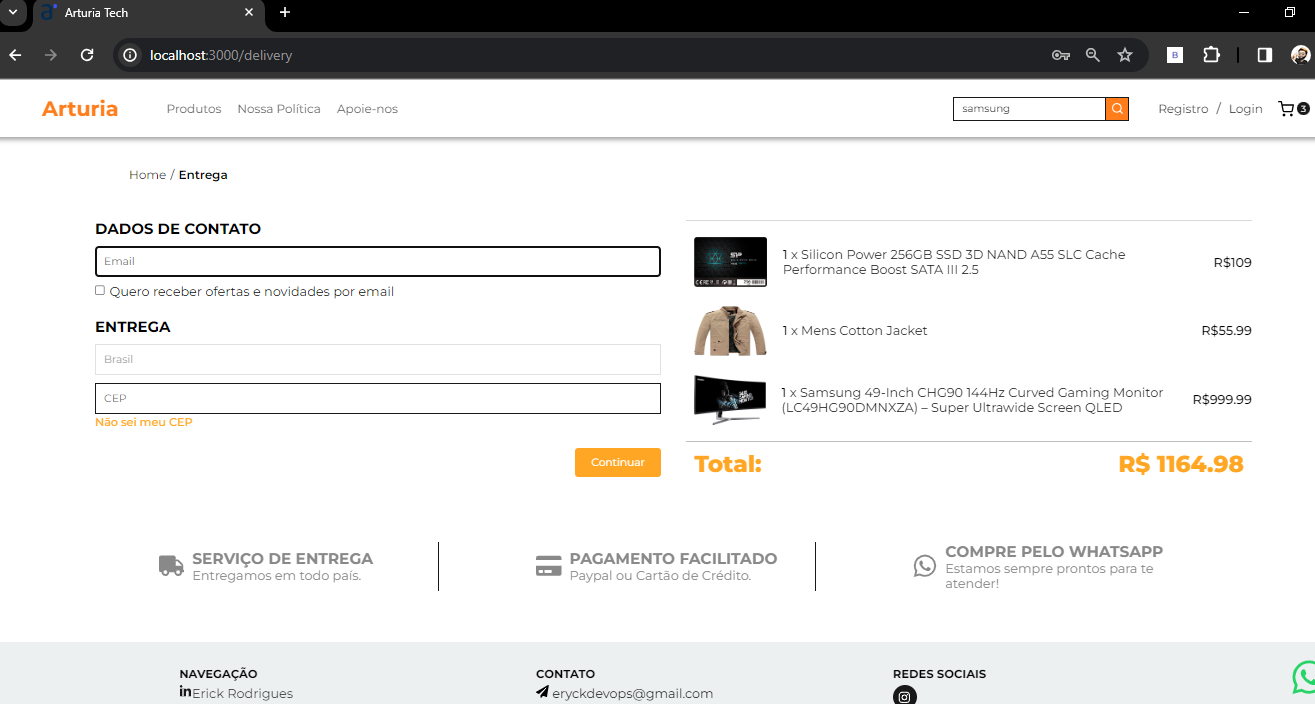 Arturia Tech
localhost:3000/delivery
B
Arturia
Produtos
Nossa Política
Apoie-nos
samsung
Registro / Login
3
Home / Entrega
DADOS DE CONTATO
Email
Quero receber ofertas e novidades por email
ENTREGA
Brasil
CEP
Não sei meu CEP
Continuar
1 x Silicon Power 256GB SSD 3D NAND A55 SLC Cache
Performance Boost SATA III 2.5
R$109
1 x Mens Cotton Jacket
R$55.99
1 x Samsung 49-Inch CHG90 144Hz Curved Gaming Monitor
(LC49HG90DMNXZA) – Super Ultrawide Screen QLED
R$999.99
Total:
R$ 1164.98
SERVIÇO DE ENTREGA
Entregamos em todo país.
PAGAMENTO FACILITADO
Paypal ou Cartão de Crédito.
COMPRE PELO WHATSAPP
Estamos sempre prontos para te
atender!
NAVEGAÇÃO
Erick Rodrigues
CONTATO
eryckdevops@gmail.com
REDES SOCIAIS